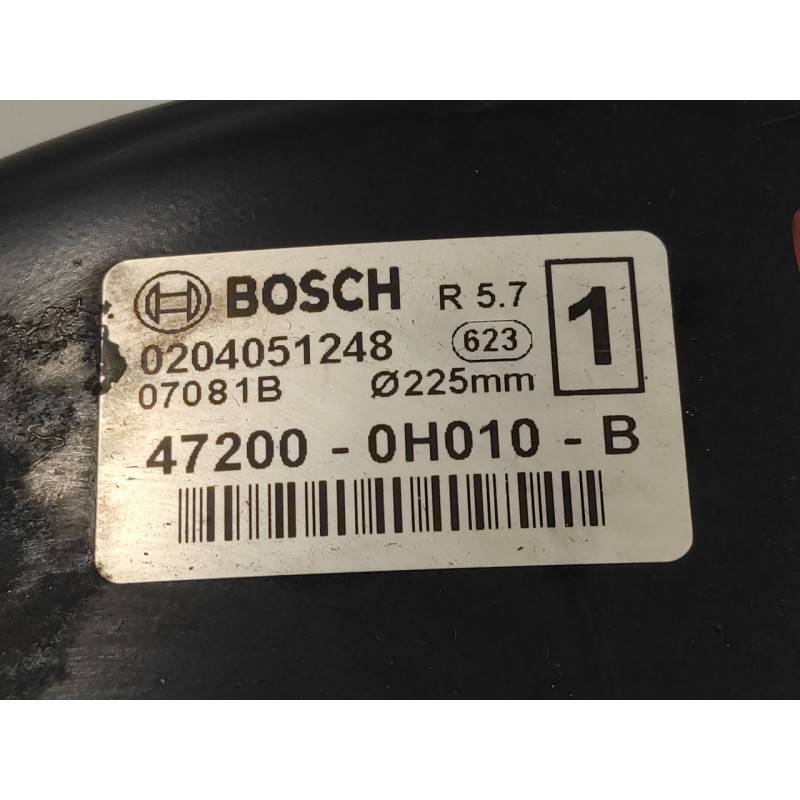 BOSCH R 5.7 1
0204051248 623
07081B Ø225mm
47200 - 0H010 - B